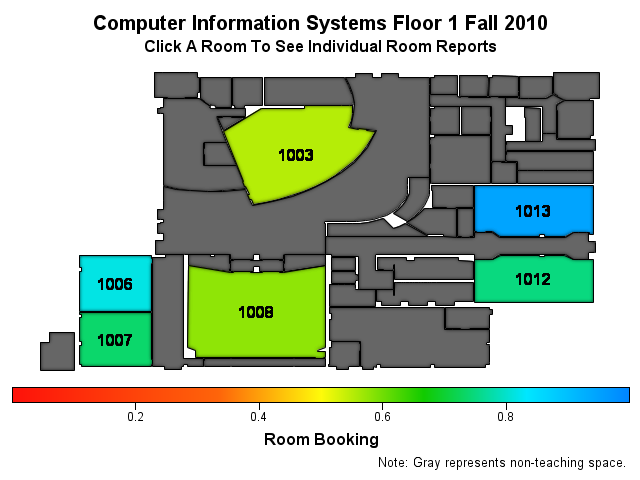 Computer Information Systems Floor 1 Fall 2010
Click A Room To See Individual Room Reports
1003
1013
1006
1012
1008
1007
0.2 0.4 0.6 0.8
Room Booking
Note: Gray represents non-teaching space.